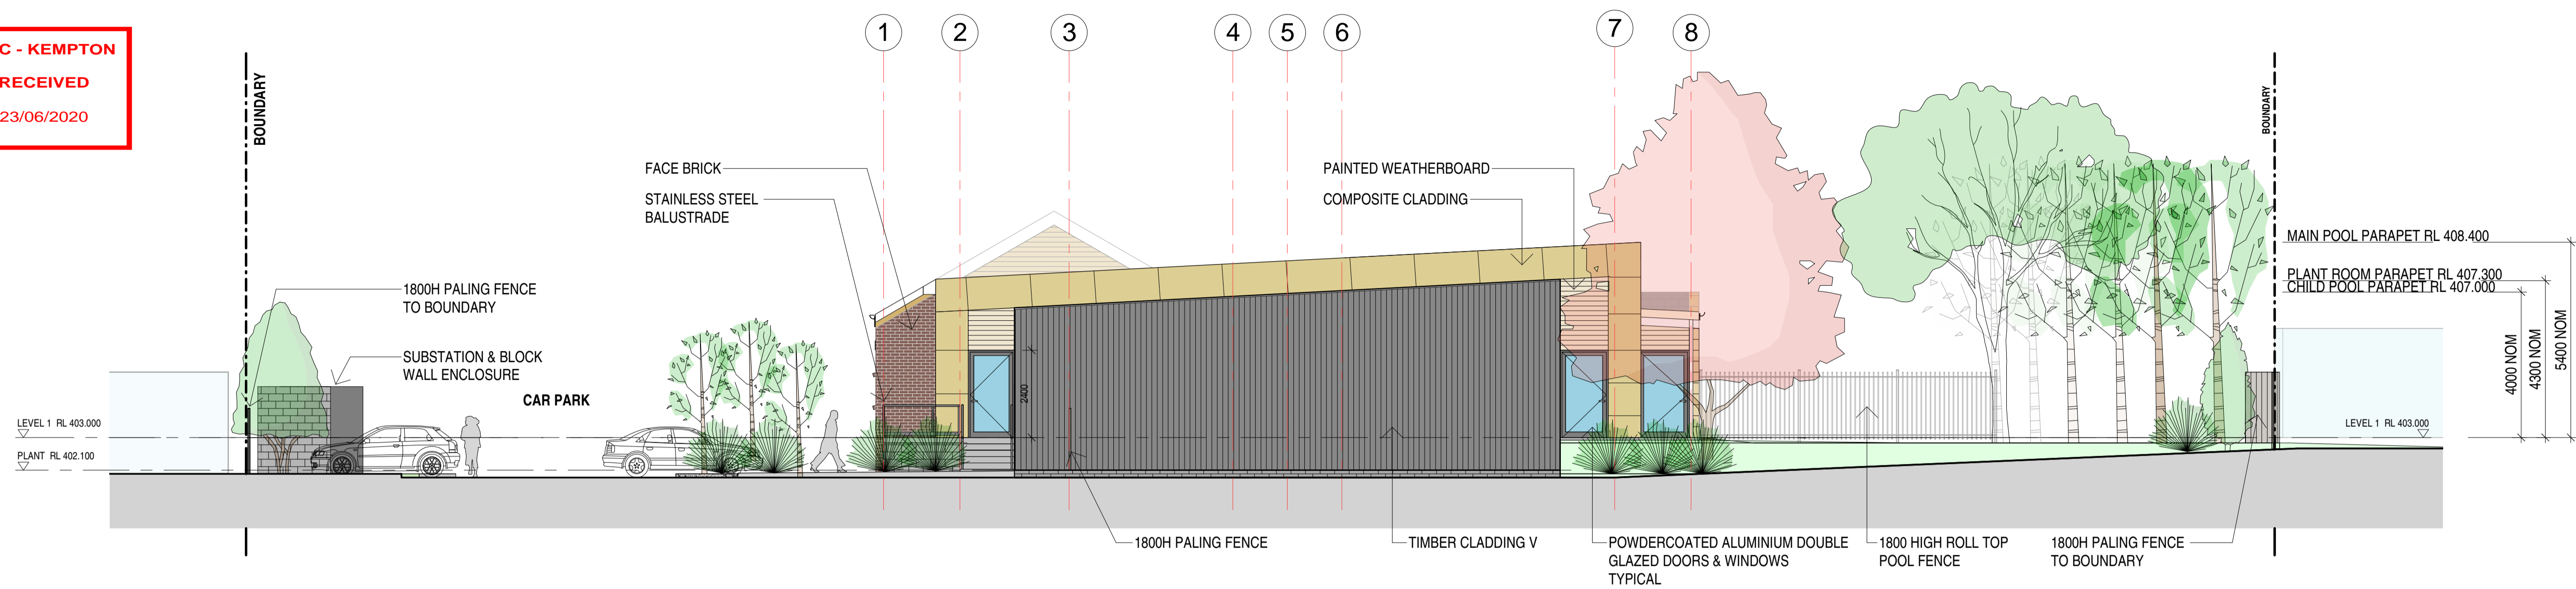 C - KEMPTON
RECEIVED
23/06/2020
BOUNDARY
1
2
3
4
5
6
7
8
BOUNDARY
FACE BRICK
STAINLESS STEEL
BALUSTRADE
PAINTED WEATHERBOARD
COMPOSITE CLADDING
1800H PALING FENCE
TO BOUNDARY
SUBSTATION & BLOCK
WALL ENCLOSURE
CAR PARK
LEVEL 1 RL 403.000
PLANT RL 402.100
2400
MAIN POOL PARAPET RL 408.400
PLANT ROOM PARAPET RL 407.300
CHILD POOL PARAPET RL 407.000
4000 NOM
4300 NOM
5400 NOM
LEVEL 1 RL 403.000
1800H PALING FENCE
TIMBER CLADDING V
POWDERCOATED ALUMINIUM DOUBLE
GLAZED DOORS & WINDOWS
TYPICAL
1800 HIGH ROLL TOP
POOL FENCE
1800H PALING FENCE
TO BOUNDARY